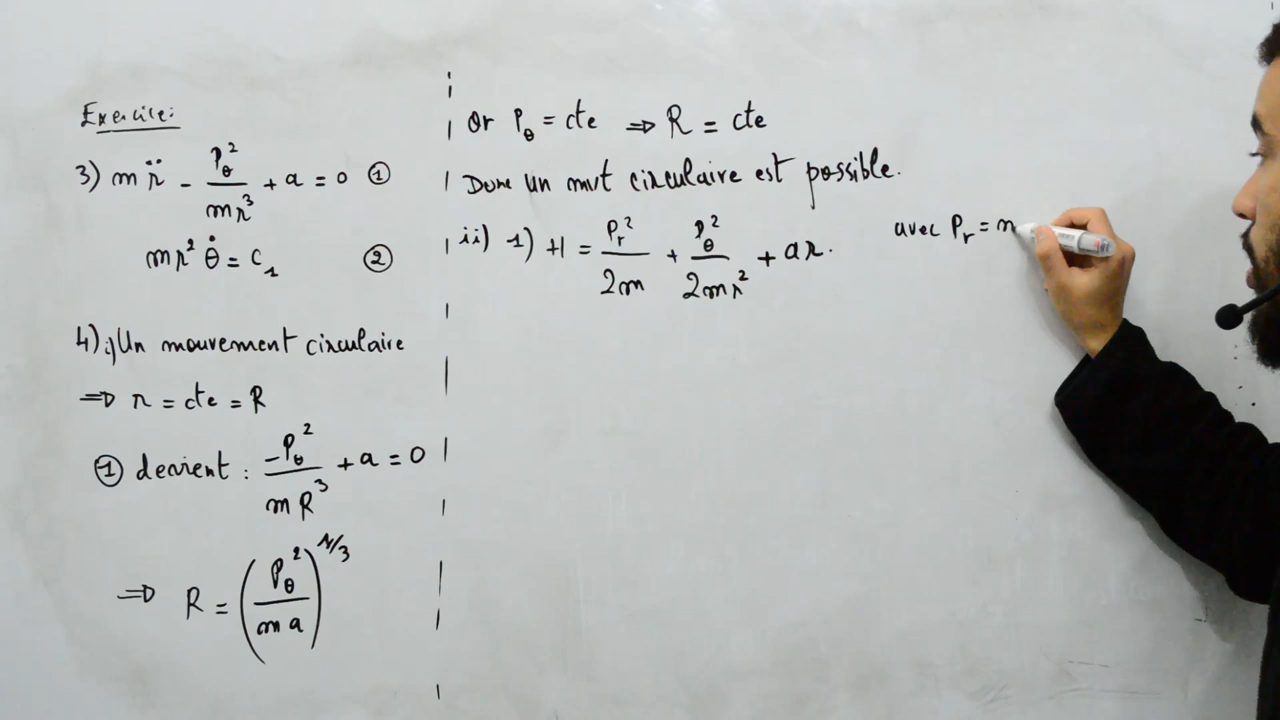 Exercice:
3) m r̈ - P_θ²/(m r³) + a = 0 ①
m r² θ̇ = C₁ ②
4) i) Un mouvement circulaire
⇒ r = cte = R
① devient : -P_θ²/(m R³) + a = 0
⇒ R = (P_θ²/(m a))^(1/3)
Or P_θ = cte ⇒ R = cte
Donc un mvt circulaire est possible.
ii) 1) H = P_r²/(2m) + P_θ²/(2m r²) + a r. avec P_r = m